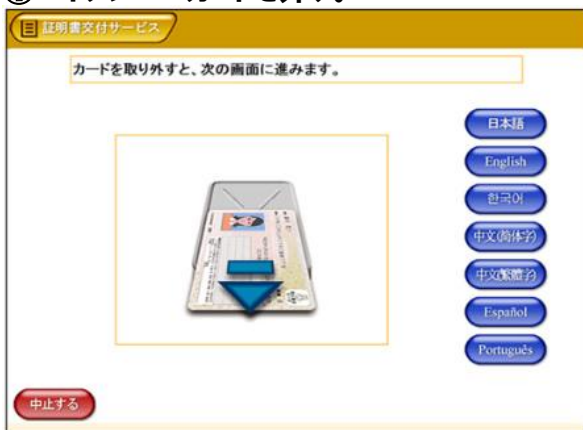 証明書交付サービス
カードを取り外すと、次の画面に進みます。
日本語
English
한국어
中文(简体字)
中文(繁體字)
Español
Português
中止する